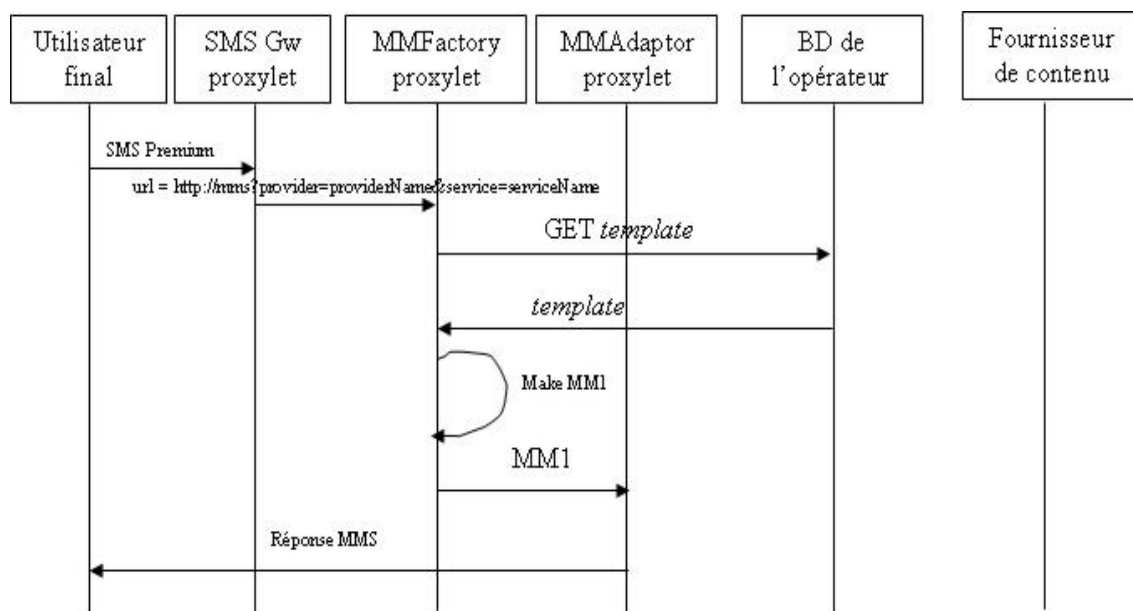 Utilisateur
final
SMS Gw
proxylet
MMFactory
proxylet
MMAdaptor
proxylet
BD de
l'opérateur
Fournisseur
de contenu
SMS Premium
url = http://mms?provider=providerName&service=serviceName
GET template
template
Make MM1
MM1
Réponse MMS